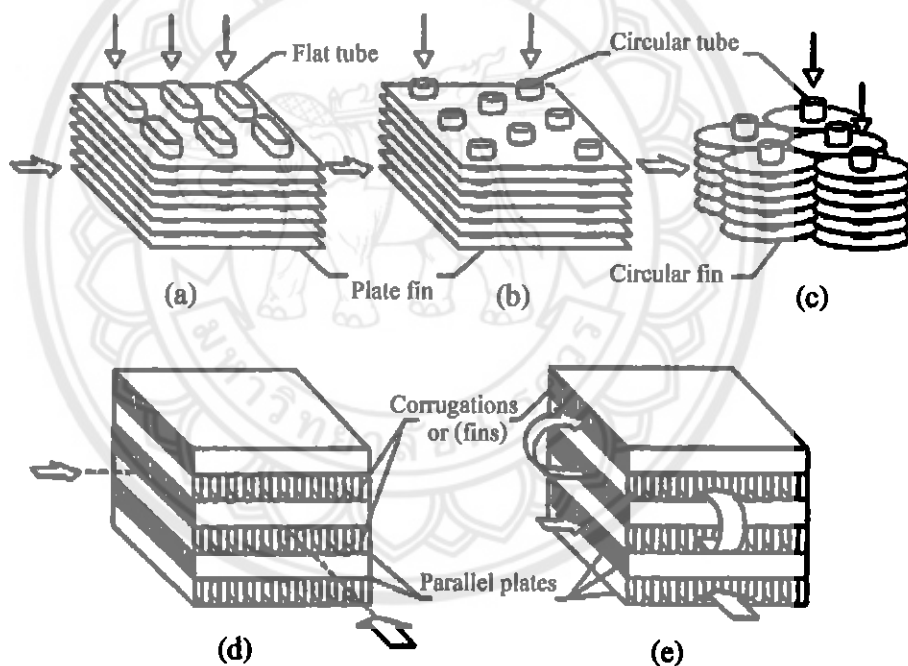 Flat tube
Circular tube
Plate fin
Circular fin
(a)
(b)
(c)
Corrugations
or (fins)
Parallel plates
(d)
(e)